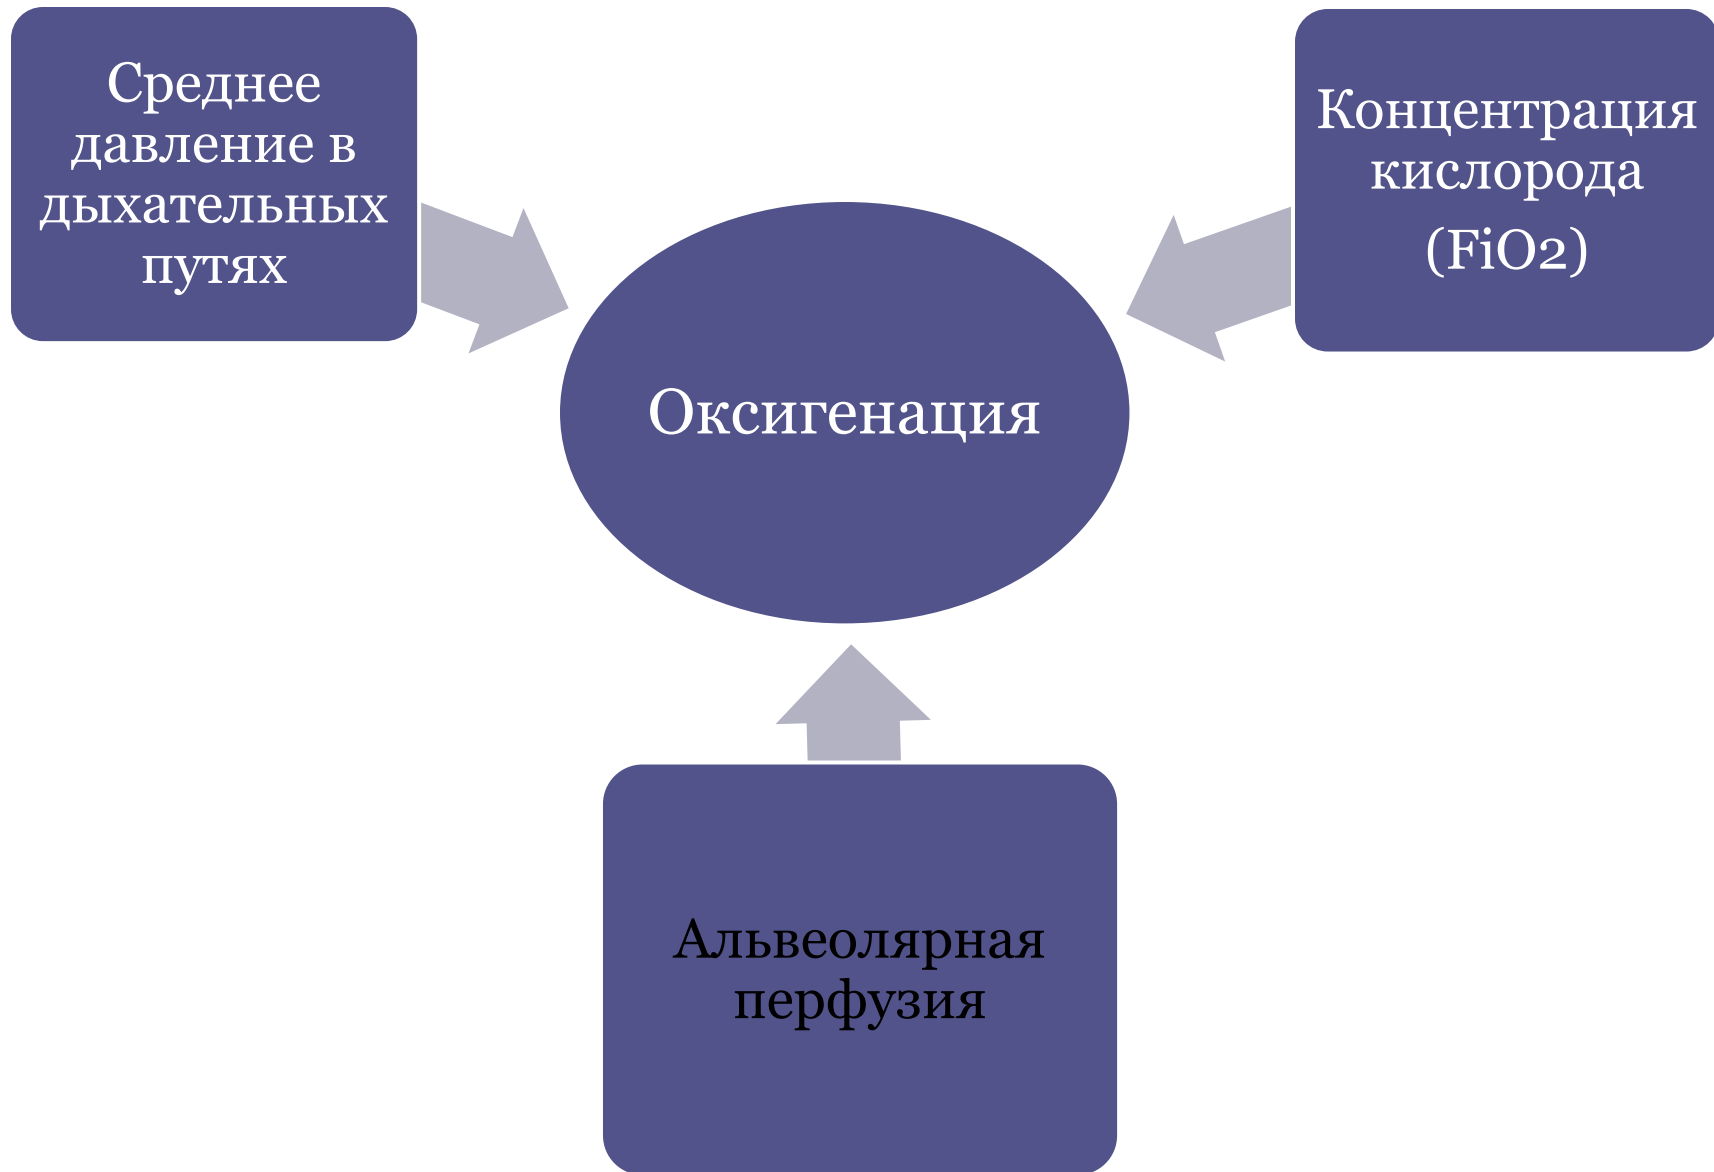 Среднее
давление в
дыхательных
путях
Концентрация
кислорода
(FiO2)
Оксигенация
Альвеолярная
перфузия